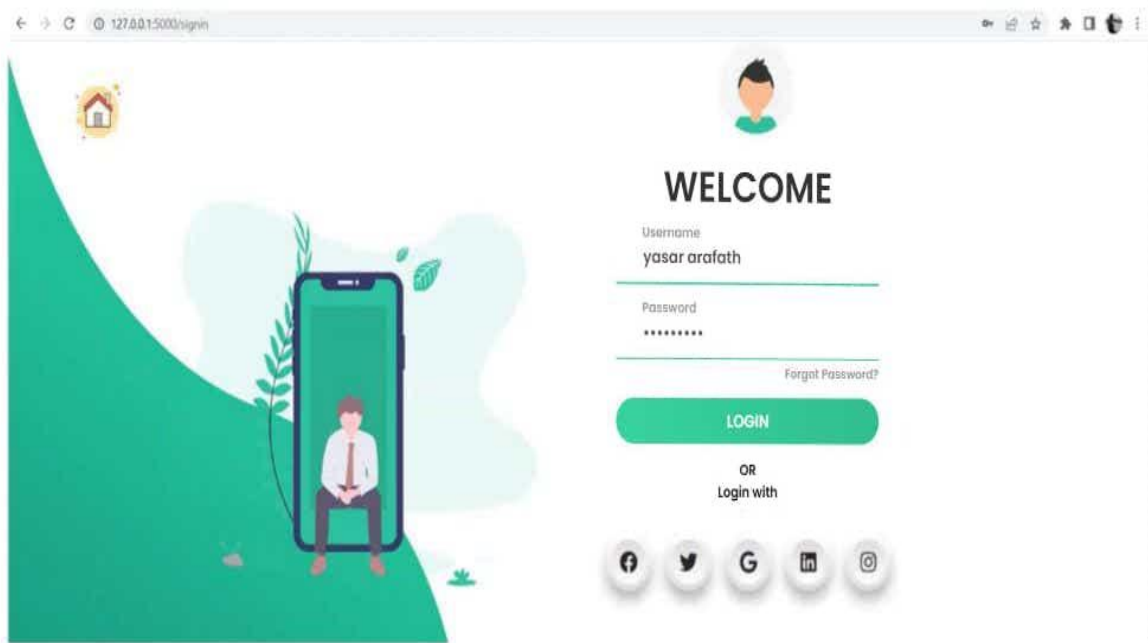 127.0.0.1:5000/signin
WELCOME
Username
yasar arafath
Password
•••••••••
Forgot Password?
LOGIN
OR
Login with